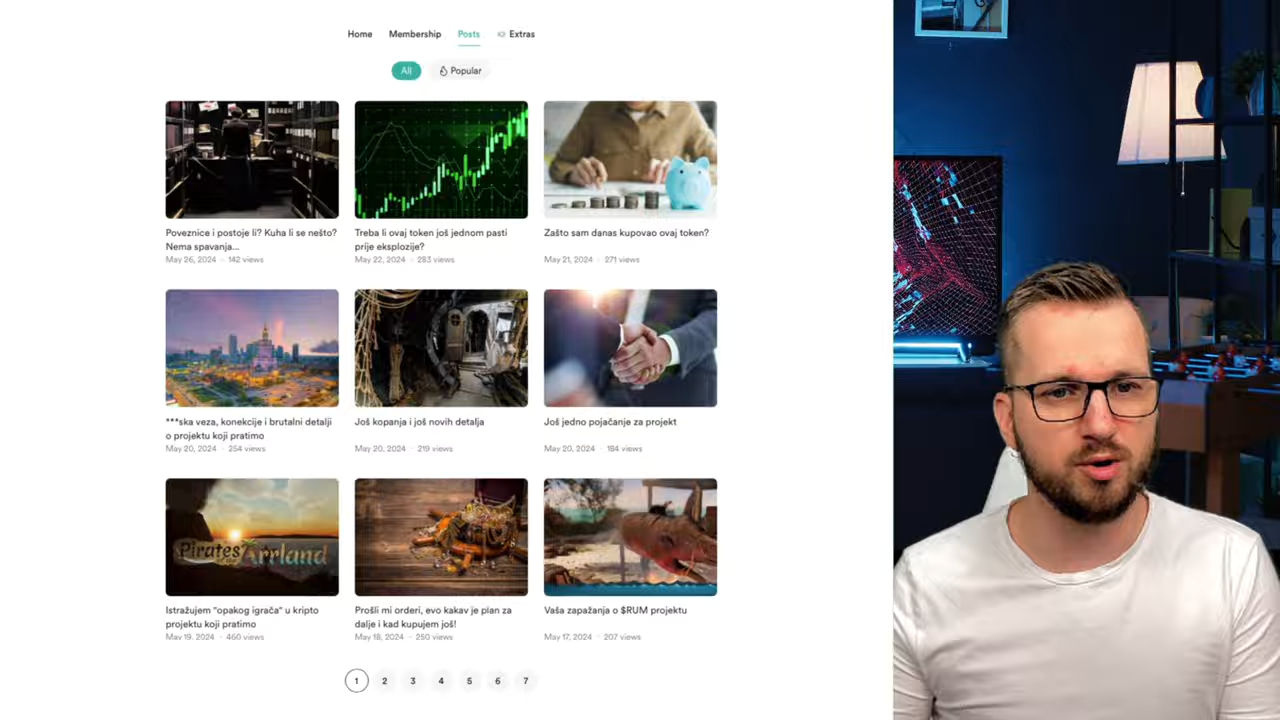 Home Membership Posts Extras
All Popular
Poveznice i postoje li? Kuha li se nešto?
Nema spavanja...
May 26, 2024 · 142 views
Treba li ovaj token još jednom pasti
prije eksplozije?
May 22, 2024 · 283 views
Zašto sam danas kupovao ovaj token?
May 21, 2024 · 271 views
***ska veza, konekcije i brutalni detalji
o projektu koji pratimo
May 20, 2024 · 254 views
Još kopanja i još novih detalja
May 20, 2024 · 219 views
Još jedno pojačanje za projekt
May 20, 2024 · 184 views
Pirates of the Arrland
Istražujem "opakog igrača" u kripto
projektu koji pratimo
May 19, 2024 · 460 views
Prošli mi orderi, evo kakav je plan za
dalje i kad kupujem još!
May 18, 2024 · 250 views
Vaša zapažanja o $RUM projektu
May 17, 2024 · 207 views
1 2 3 4 5 6 7